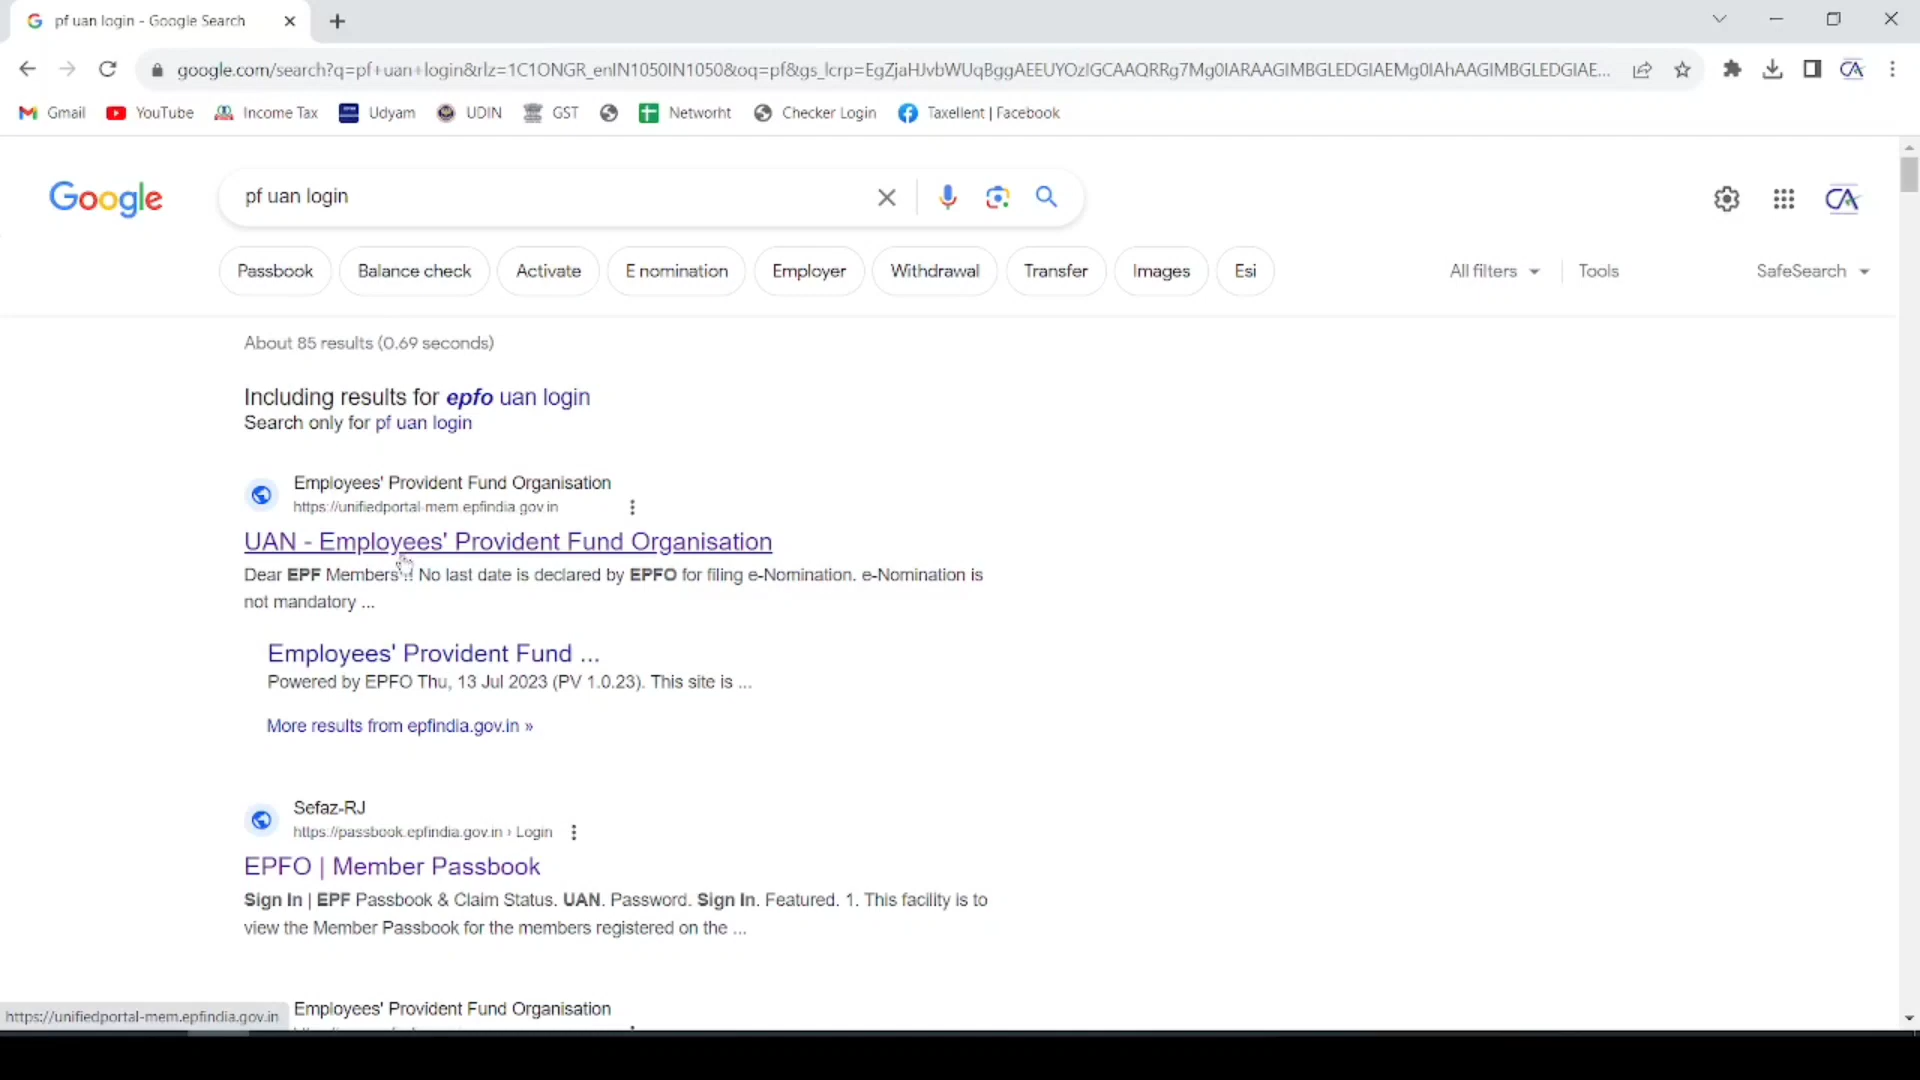 pf uan login - Google Search
google.com/search?q=pf+uan+login&rlz=1C1ONGR_enIN1050IN1050&oq=pf&gs_lcrp=EgZjaHJvbWUqBggAEEUYOzIGCAAQRRg7Mg0IARAAGIMBGLEDGIAEMg0IAhAAGIMBGLEDGIAE...
Gmail YouTube Income Tax Udyam UDIN GST Networht Checker Login Taxellent | Facebook
Google pf uan login CA
Passbook Balance check Activate E nomination Employer Withdrawal Transfer Images Esi All filters Tools SafeSearch
About 85 results (0.69 seconds)
Including results for epfo uan login
Search only for pf uan login
Employees' Provident Fund Organisation
https://unifiedportal-mem.epfindia.gov.in
UAN - Employees' Provident Fund Organisation
Dear EPF Members !! No last date is declared by EPFO for filing e-Nomination. e-Nomination is
not mandatory ...
Employees' Provident Fund ...
Powered by EPFO Thu, 13 Jul 2023 (PV 1.0.23). This site is ...
More results from epfindia.gov.in »
Sefaz-RJ
https://passbook.epfindia.gov.in › Login
EPFO | Member Passbook
Sign In | EPF Passbook & Claim Status. UAN. Password. Sign In. Featured. 1. This facility is to
view the Member Passbook for the members registered on the ...
Employees' Provident Fund Organisation
https://unifiedportal-mem.epfindia.gov.in